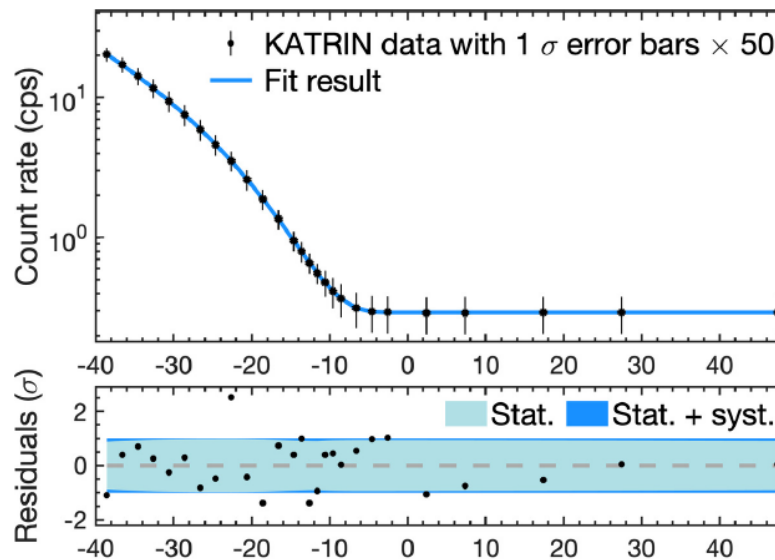 KATRIN data with 1 σ error bars × 50
Fit result
Count rate (cps)
10¹
10⁰
-40 -30 -20 -10 0 10 20 30 40
Stat. Stat. + syst.
Residuals (σ)
2
0
-2
-40 -30 -20 -10 0 10 20 30 40